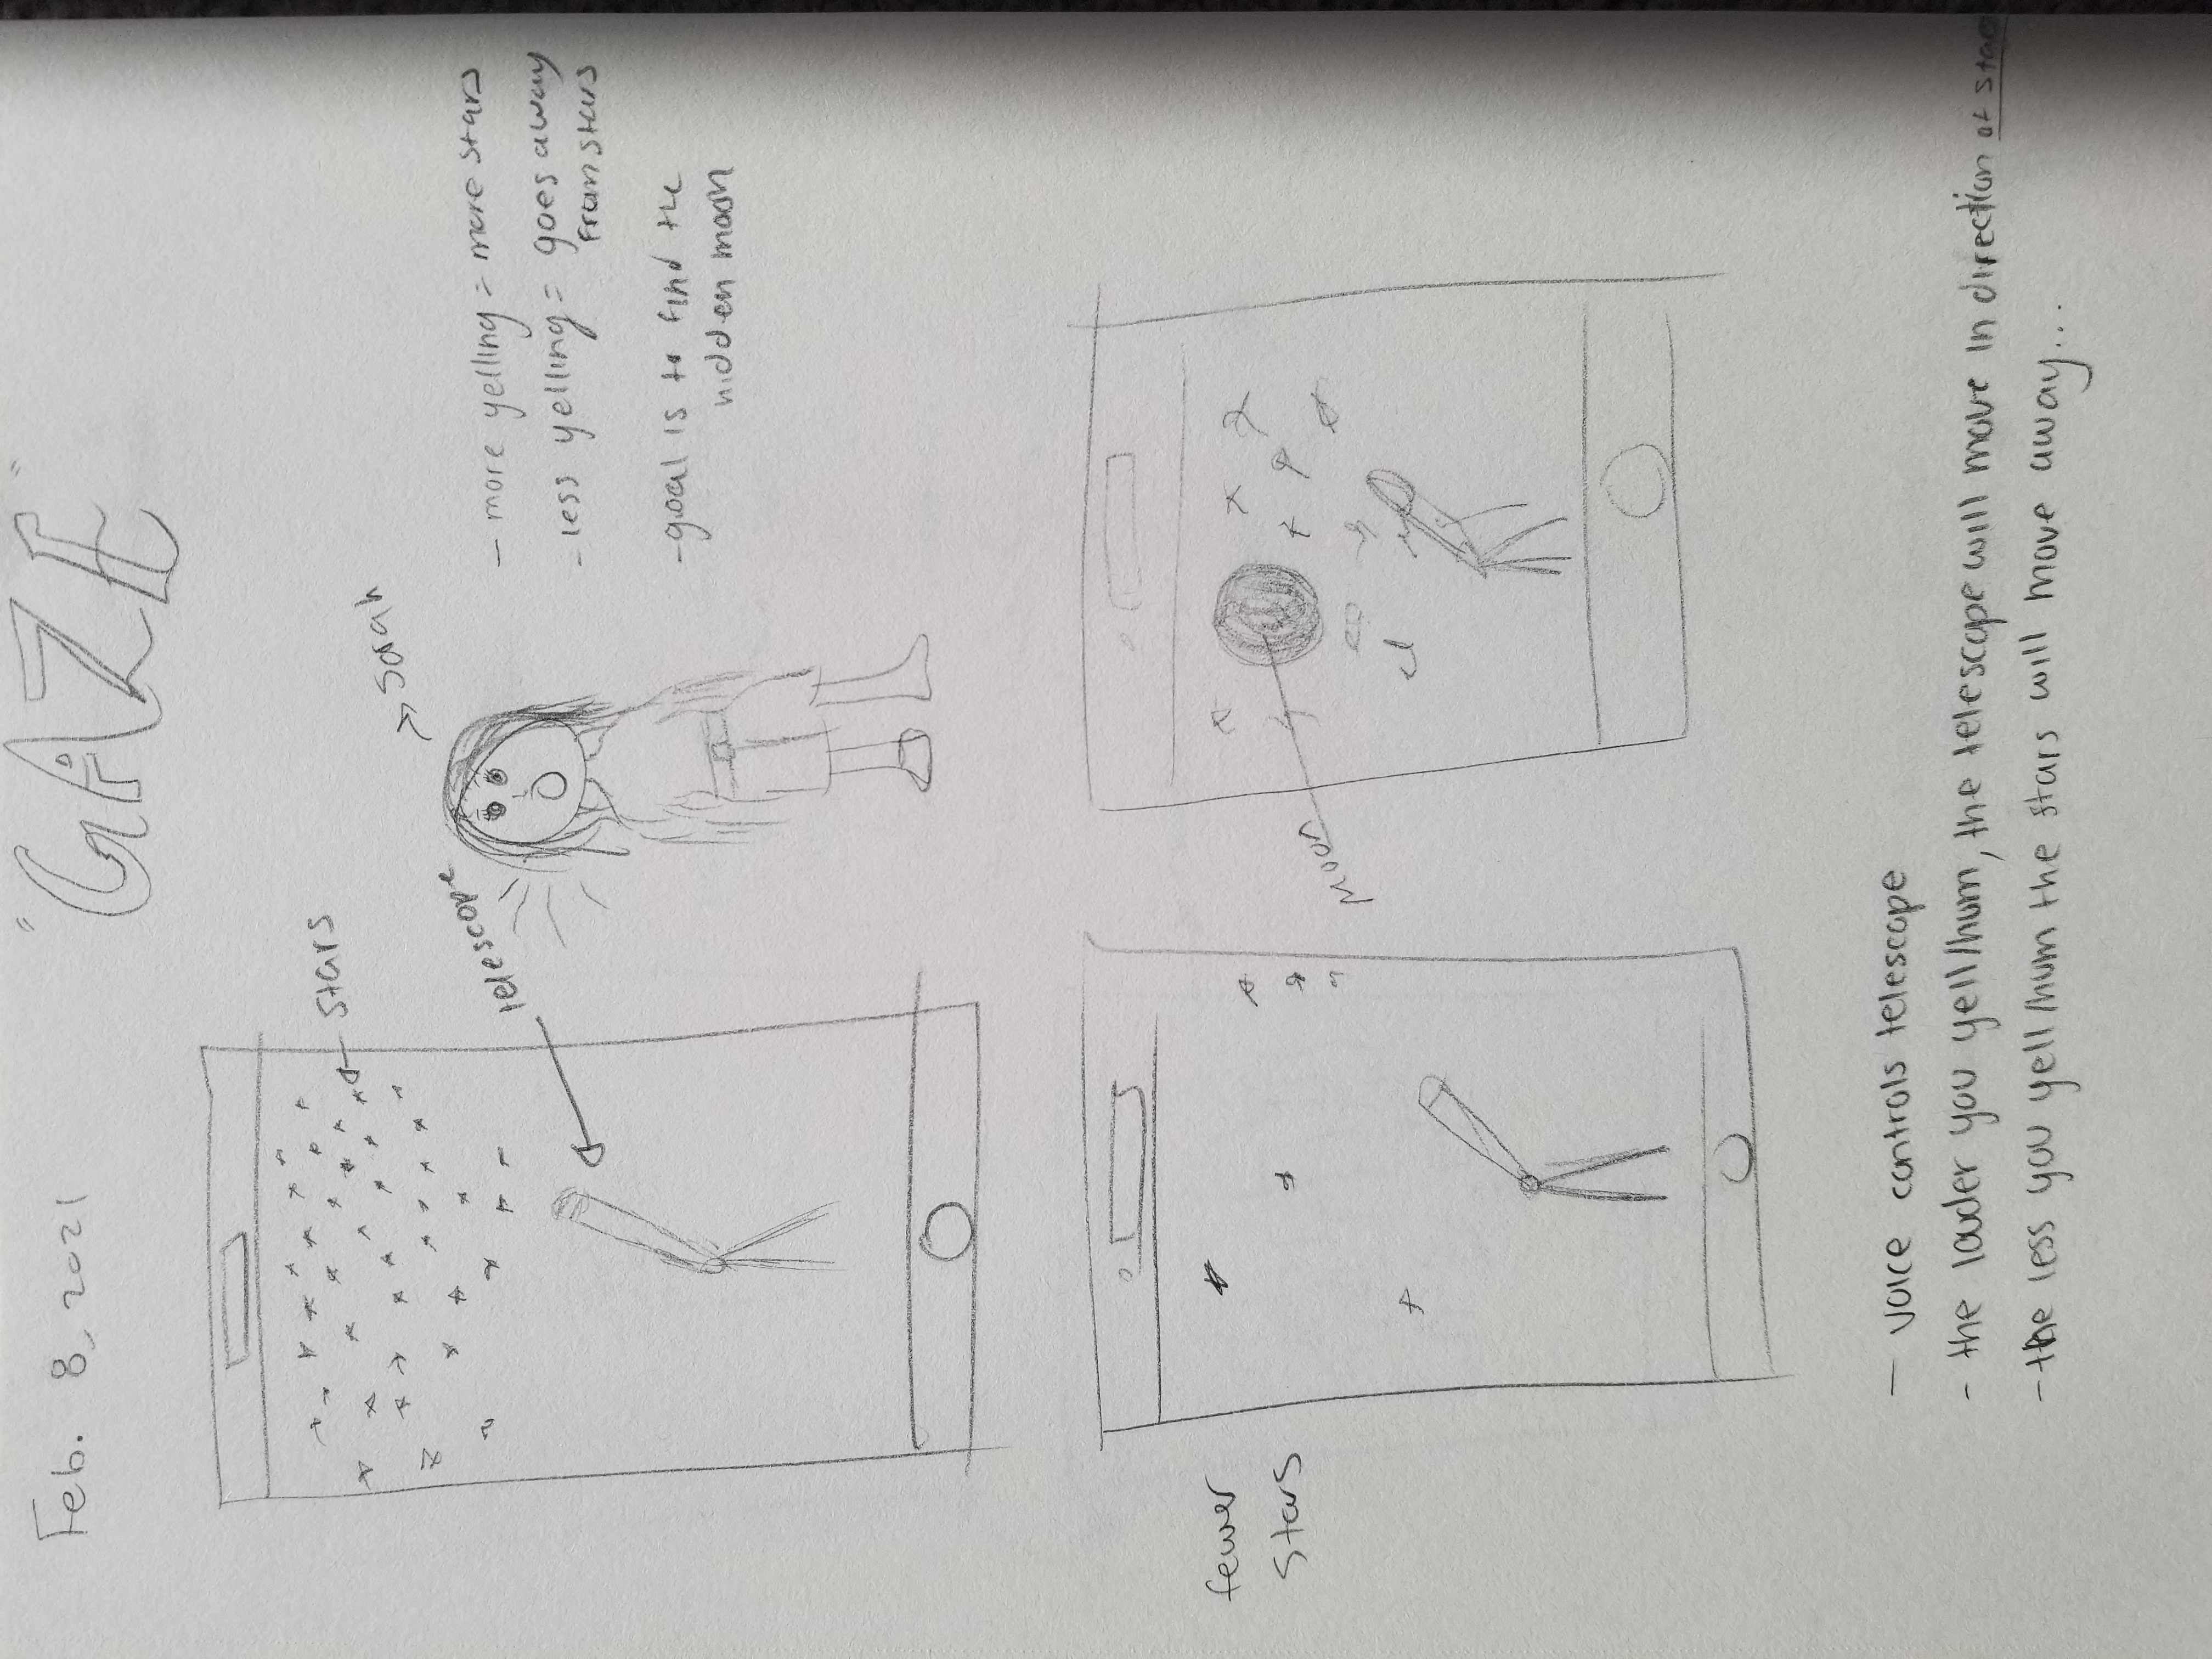 Feb. 8, 2021
"GAZE"
stars
Sarah
telescope
- more yelling = more stars
- less yelling = goes away
from stars
- goal is to find the
hidden moon
fewer
stars
Moon
- voice controls telescope
- the louder you yell/hum, the telescope will move in direction of stars
- the less you yell/hum the stars will move away...